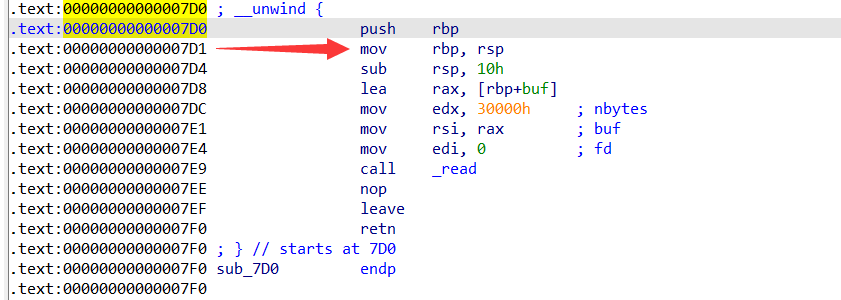 .text:00000000000007D0 ; __unwind {
.text:00000000000007D0 push rbp
.text:00000000000007D1 mov rbp, rsp
.text:00000000000007D4 sub rsp, 10h
.text:00000000000007D8 lea rax, [rbp+buf]
.text:00000000000007DC mov edx, 30000h ; nbytes
.text:00000000000007E1 mov rsi, rax ; buf
.text:00000000000007E4 mov edi, 0 ; fd
.text:00000000000007E9 call _read
.text:00000000000007EE nop
.text:00000000000007EF leave
.text:00000000000007F0 retn
.text:00000000000007F0 ; } // starts at 7D0
.text:00000000000007F0 sub_7D0 endp
.text:00000000000007F0